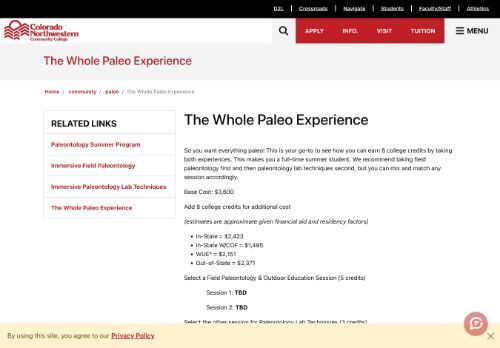 D2L | Crossroads | Navigate | Students | Faculty/Staff | Athletics
Colorado
Northwestern
Community College
APPLY INFO. VISIT TUITION MENU
The Whole Paleo Experience
Home / community / paleo / The Whole Paleo Experience
RELATED LINKS
Paleontology Summer Program
Immersive Field Paleontology
Immersive Paleontology Lab Techniques
The Whole Paleo Experience
The Whole Paleo Experience
So you want everything paleo! This is your go-to to see how you can earn 8 college credits by taking
both experiences. This makes you a full-time summer student. We recommend taking field
paleontology first and then paleontology lab techniques second, but you can mix and match any
session accordingly.
Base Cost: $3,600
Add 8 college credits for additional cost
(estimates are approximate given financial aid and residency factors)
• In-State = $2,423
• In-State W/COF = $1,495
• WUE* = $2,151
• Out-of-State = $2,371
Select a Field Paleontology & Outdoor Education Session (5 credits)
Session 1: TBD
Session 2: TBD
Select the other session for Paleontology Lab Techniques (3 credits)
By using this site, you agree to our Privacy Policy